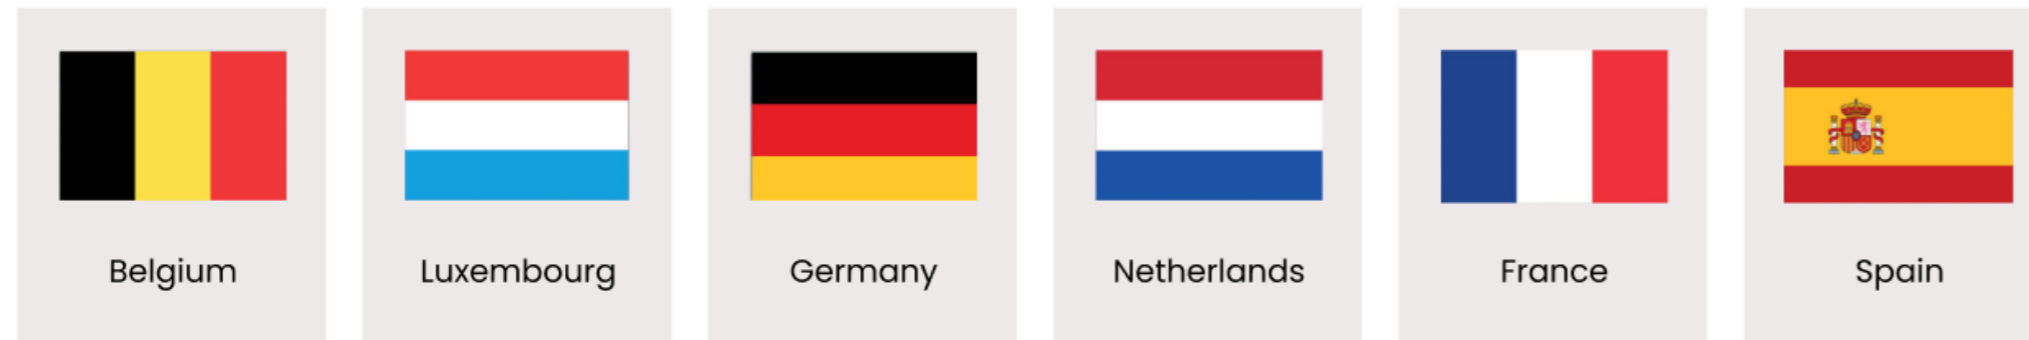 Belgium
Luxembourg
Germany
Netherlands
France
Spain